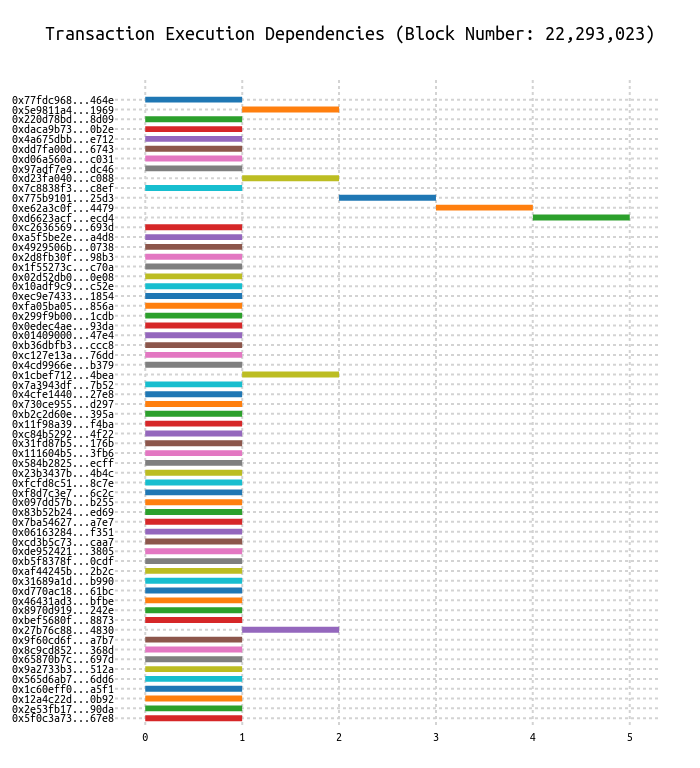 Transaction Execution Dependencies (Block Number: 22,293,023)
0x77fdc968...464e
0x5e9811a4...1969
0x220d78bd...8d09
0xdaca9b73...0b2e
0x4a675dbb...e712
0xdd7fa00d...6743
0xd06a560a...c031
0x97adf7e9...dc46
0xd23fa040...c088
0x7c8838f3...c8ef
0x775b9101...25d3
0xe62a3c0f...4479
0xd6623acf...ecd4
0xc2636569...693d
0xa5f5be2e...a4d8
0x4929506b...0738
0x2d8fb30f...98b3
0x1f55273c...c70a
0x02d52db0...0e08
0x10adf9c9...c52e
0xec9e7433...1854
0xfa05ba05...856a
0x299f9b00...1cdb
0x0edec4ae...93da
0x01409000...47e4
0xb36dbfb3...ccc8
0xc127e13a...76dd
0x4cd9966e...b379
0x1cbef712...4bea
0x7a3943df...7b52
0x4cfe1440...27e8
0x730ce955...d297
0xb2c2d60e...395a
0x11f98a39...f4ba
0xc84b5292...4f22
0x31fd87b5...176b
0x111604b5...3fb6
0x584b2825...ecff
0x23b3437b...4b4c
0xfcfd8c51...8c7e
0xf8d7c3e7...6c2c
0x097dd57b...b255
0x83b52b24...ed69
0x7ba54627...a7e7
0x06163284...f351
0xcd3b5c73...caa7
0xde952421...3805
0xb5f8378f...0cdf
0xaf44245b...2b2c
0x31689a1d...b990
0xd770ac18...61bc
0x46431ad3...bfbe
0x8970d919...242e
0xbef5680f...8873
0x27b76c88...4830
0x9f60cd6f...a7b7
0x8c9cd852...368d
0x65870b7c...697d
0x9a2733b3...512a
0x565d6ab7...6dd6
0x1c60eff0...a5f1
0x12a4c22d...0b92
0x2e53fb17...90da
0x5f0c3a73...67e8
0 1 2 3 4 5